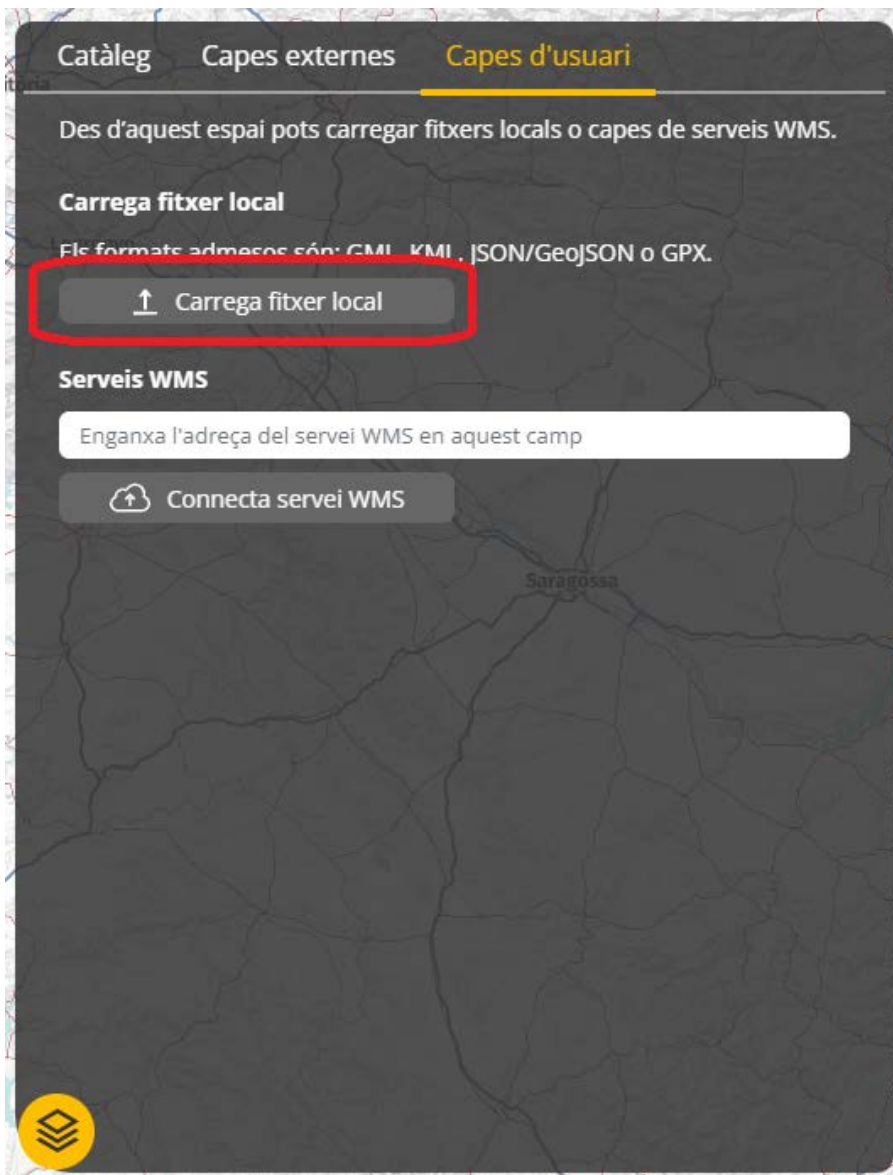 Catàleg Capes externes Capes d'usuari
Des d'aquest espai pots carregar fitxers locals o capes de serveis WMS.
Carrega fitxer local
Els formats admesos són: GML, KML, JSON/GeoJSON o GPX.
Carrega fitxer local
Serveis WMS
Enganxa l'adreça del servei WMS en aquest camp
Connecta servei WMS
Saragossa